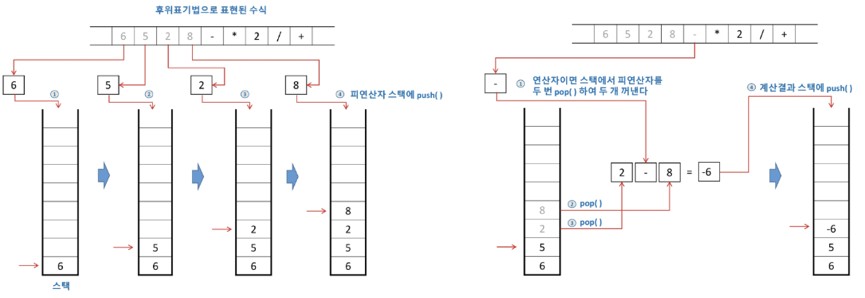 후위표기법으로 표현된 수식
6 5 2 8 - * 2 / +
6 5 2 8
① ② ③ ④ 피연산자 스택에 push( )
8
2 2
5 5 5
6 6 6 6
스택
6 5 2 8 - * 2 / +
-
① 연산자이면 스택에서 피연산자를
두 번 pop( ) 하여 두 개 꺼낸다
④ 계산결과 스택에 push( )
2 - 8 = -6
8 ② pop( )
2 ③ pop( )
5
6
-6
5
6